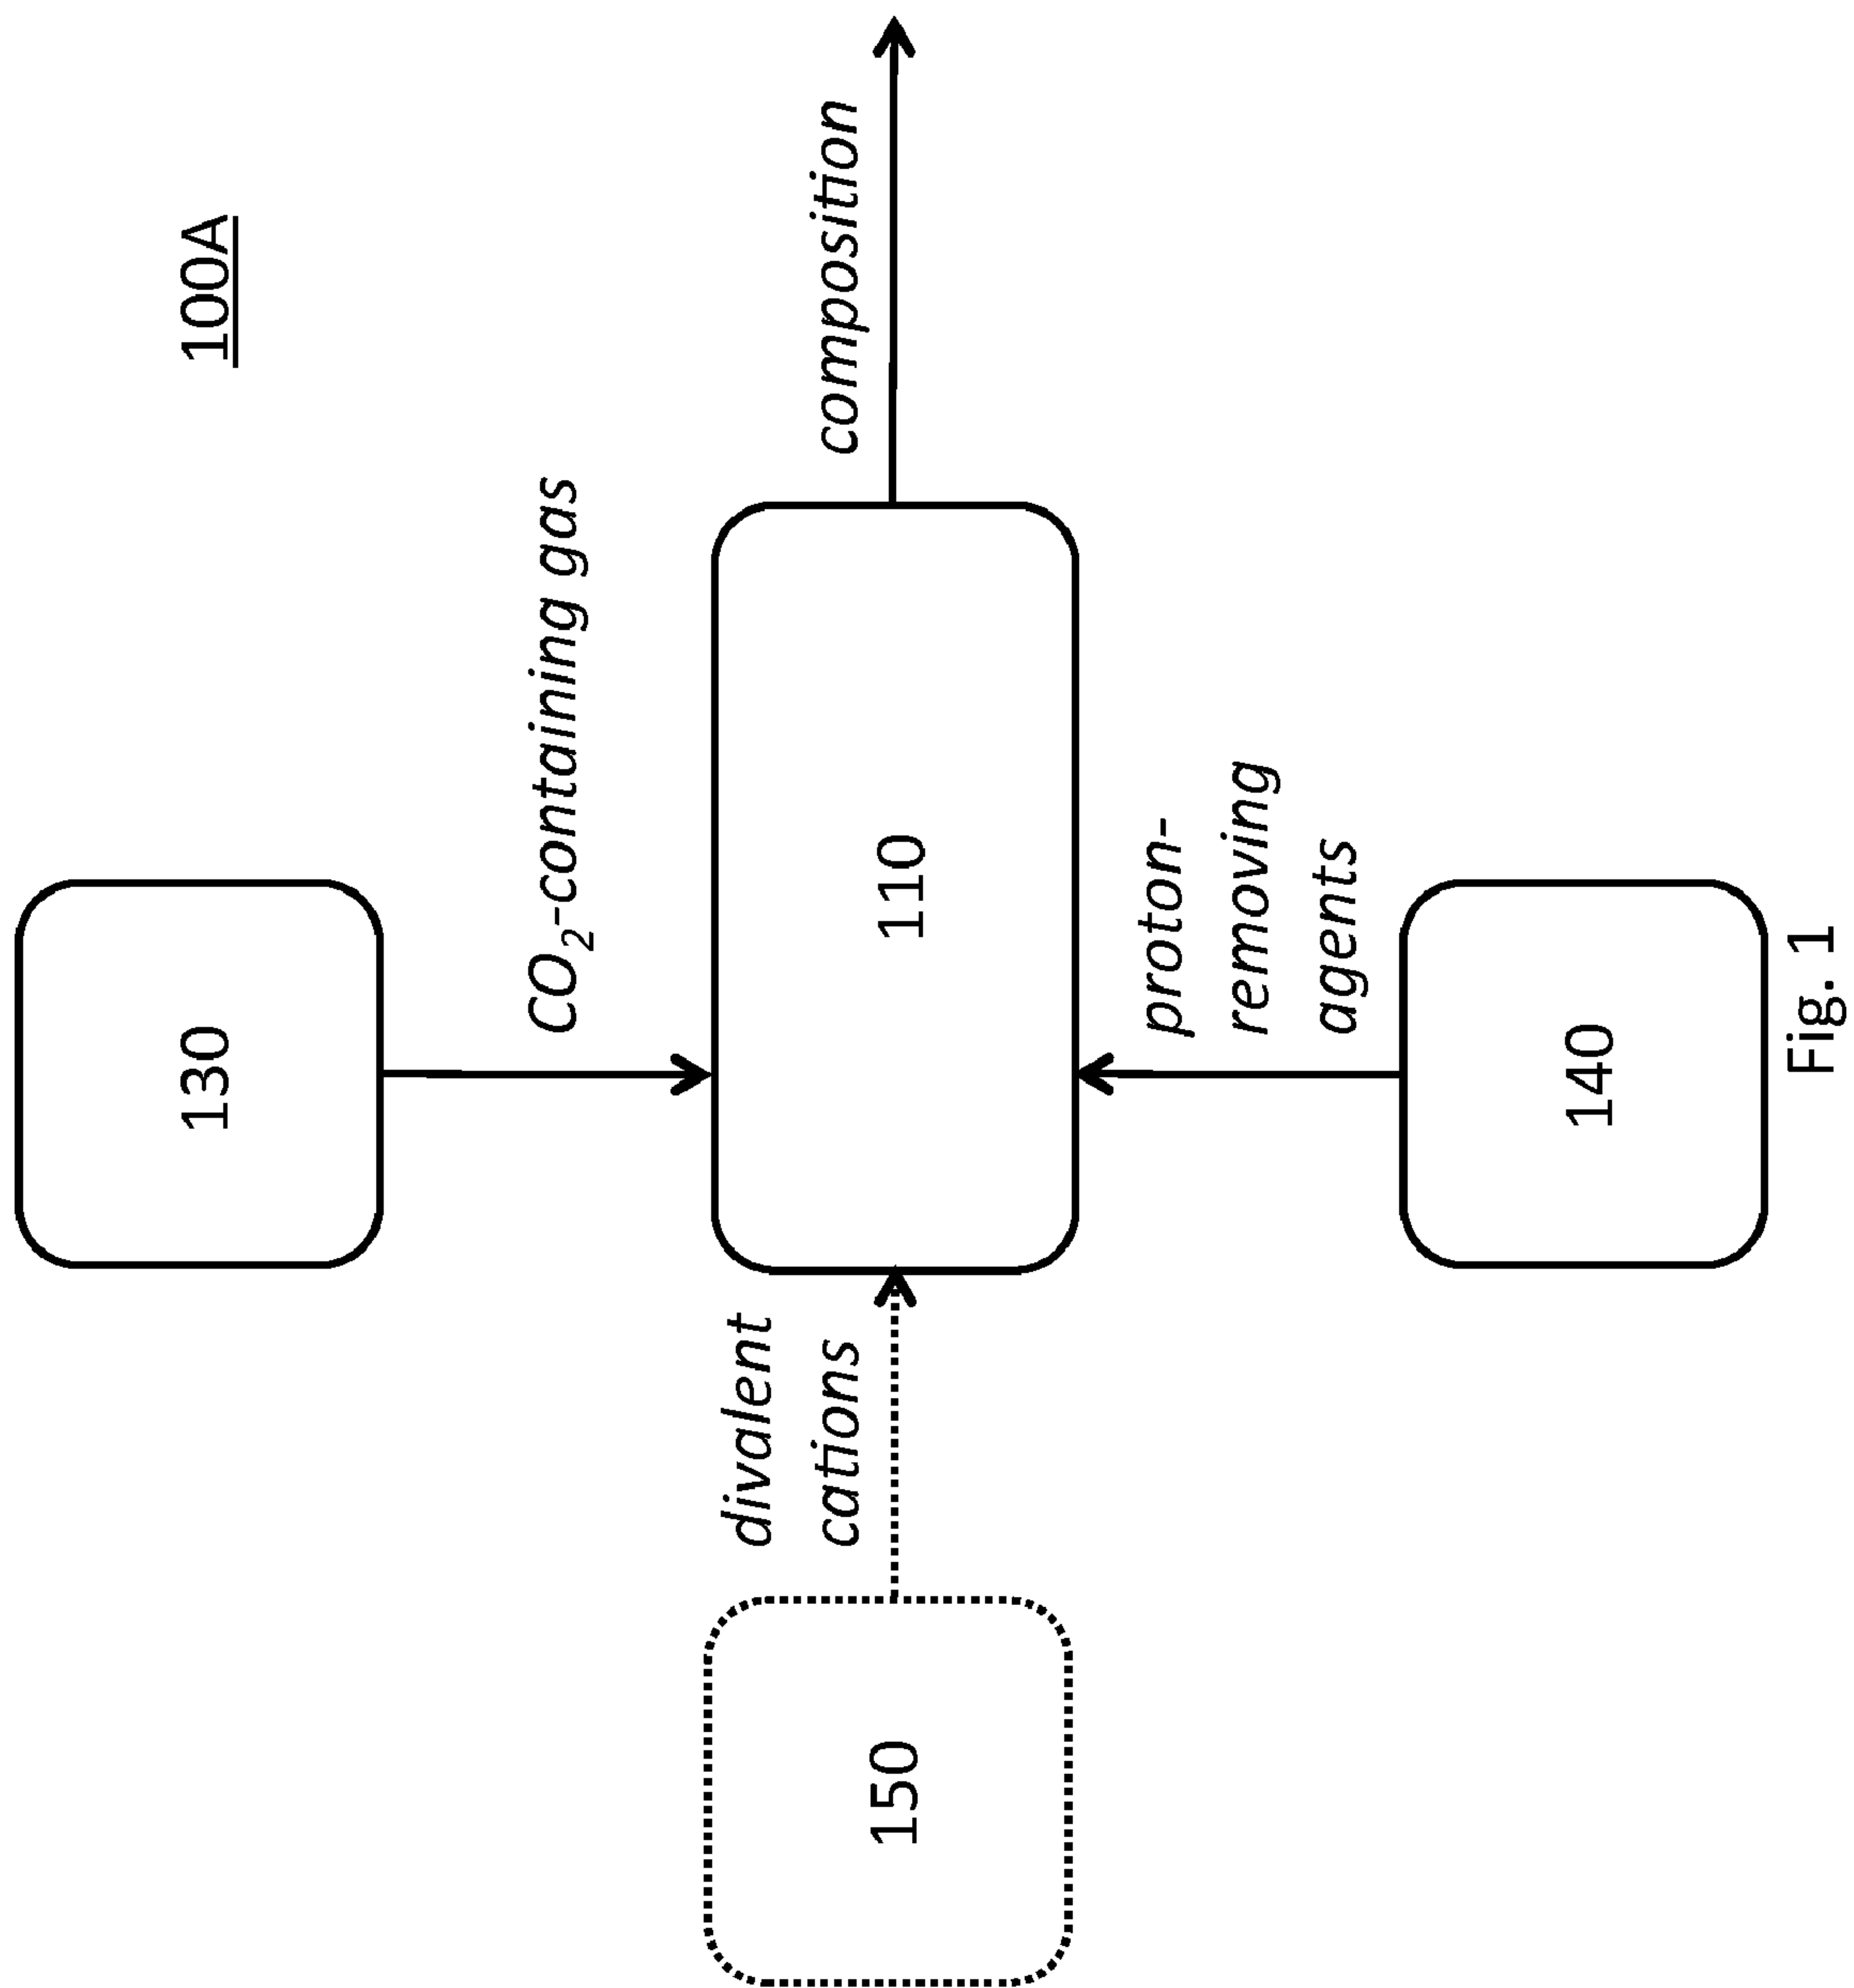 100A
130
CO2-containing gas
divalent
cations
composition
150
110
proton-
removing
agents
140
Fig. 1